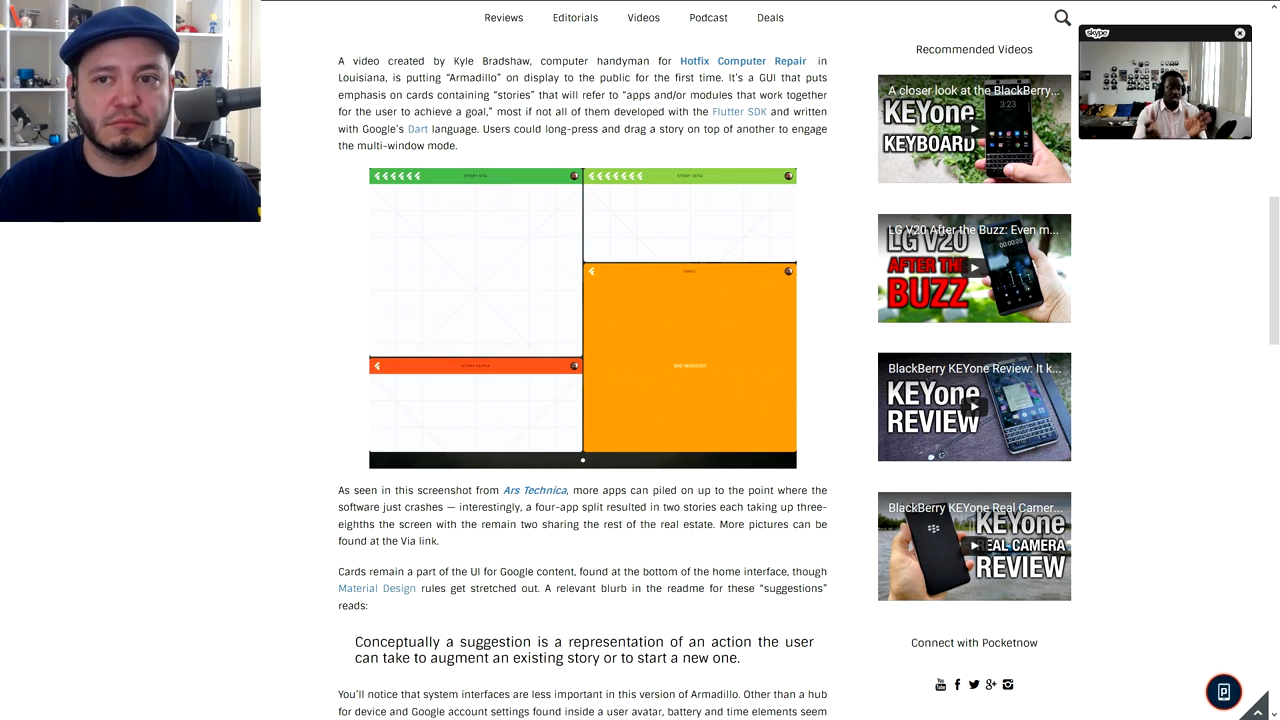 Reviews Editorials Videos Podcast Deals
skype
A video created by Kyle Bradshaw, computer handyman for Hotfix Computer Repair in
Louisiana, is putting “Armadillo” on display to the public for the first time. It’s a GUI that puts
emphasis on cards containing “stories” that will refer to “apps and/or modules that work together
for the user to achieve a goal,” most if not all of them developed with the Flutter SDK and written
with Google’s Dart language. Users could long-press and drag a story on top of another to engage
the multi-window mode.
STORY ETA
STORY ZETA
EMAIL
STORY ALPHA
BAD MODULE!!!
As seen in this screenshot from Ars Technica, more apps can piled on up to the point where the
software just crashes — interestingly, a four-app split resulted in two stories each taking up three-
eighths the screen with the remain two sharing the rest of the real estate. More pictures can be
found at the Via link.
Cards remain a part of the UI for Google content, found at the bottom of the home interface, though
Material Design rules get stretched out. A relevant blurb in the readme for these “suggestions”
reads:
Conceptually a suggestion is a representation of an action the user
can take to augment an existing story or to start a new one.
You’ll notice that system interfaces are less important in this version of Armadillo. Other than a hub
for device and Google account settings found inside a user avatar, battery and time elements seem
Recommended Videos
A closer look at the BlackBerry...
KEYone
KEYBOARD
3:23
LG V20 After the Buzz: Even m...
LG V20
AFTER THE
BUZZ
00:00:20
BlackBerry KEYone Review: It k...
KEYone
REVIEW
BlackBerry KEYone Real Camer...
KEYone
REAL CAMERA
REVIEW
Connect with Pocketnow